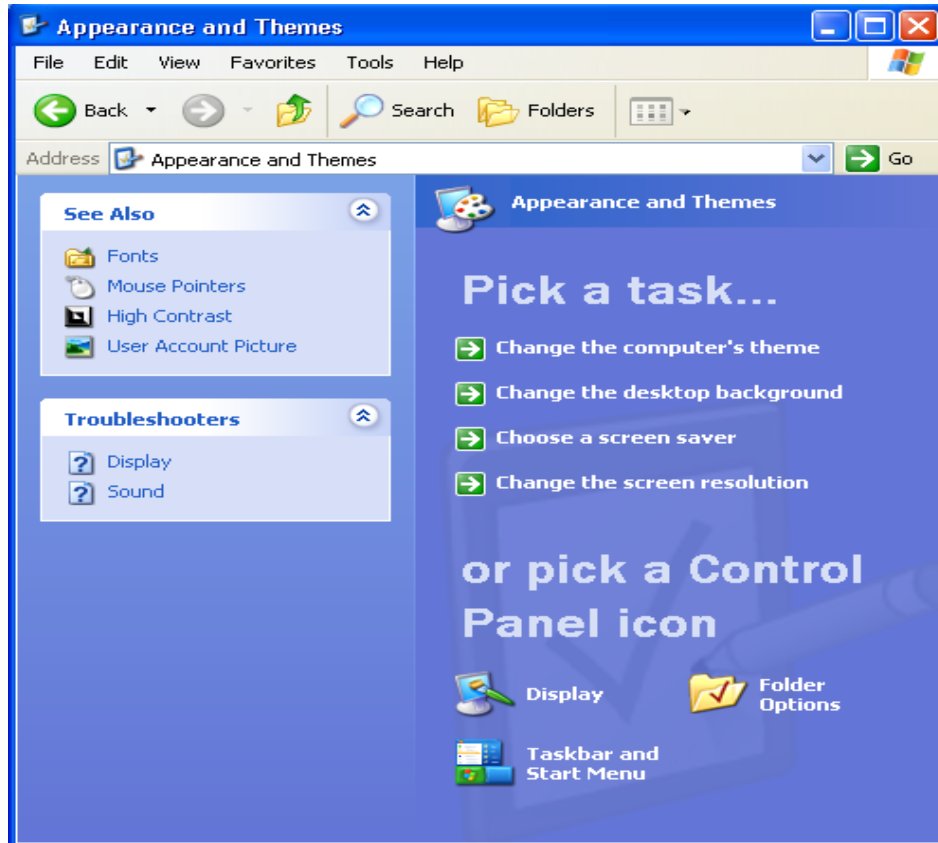 Appearance and Themes
File Edit View Favorites Tools Help
Back Search Folders
Address Appearance and Themes Go
See Also
Fonts
Mouse Pointers
High Contrast
User Account Picture
Troubleshooters
Display
Sound
Appearance and Themes
Pick a task...
Change the computer's theme
Change the desktop background
Choose a screen saver
Change the screen resolution
or pick a Control
Panel icon
Display
Folder
Options
Taskbar and
Start Menu